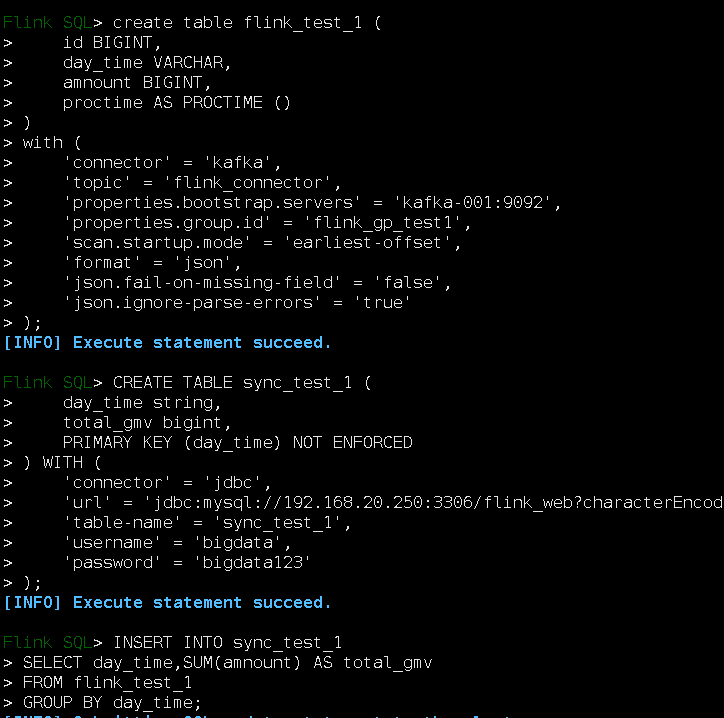 Flink SQL> create table flink_test_1 (
>     id BIGINT,
>     day_time VARCHAR,
>     amnount BIGINT,
>     proctime AS PROCTIME ()
> )
> with (
>     'connector' = 'kafka',
>     'topic' = 'flink_connector',
>     'properties.bootstrap.servers' = 'kafka-001:9092',
>     'properties.group.id' = 'flink_gp_test1',
>     'scan.startup.mode' = 'earliest-offset',
>     'format' = 'json',
>     'json.fail-on-missing-field' = 'false',
>     'json.ignore-parse-errors' = 'true'
> );
[INFO] Execute statement succeed.
Flink SQL> CREATE TABLE sync_test_1 (
>     day_time string,
>     total_gmv bigint,
>     PRIMARY KEY (day_time) NOT ENFORCED
> ) WITH (
>     'connector' = 'jdbc',
>     'url' = 'jdbc:mysql://192.168.20.250:3306/flink_web?characterEncod
>     'table-name' = 'sync_test_1',
>     'username' = 'bigdata',
>     'password' = 'bigdata123'
> );
[INFO] Execute statement succeed.
Flink SQL> INSERT INTO sync_test_1
> SELECT day_time,SUM(amnount) AS total_gmv
> FROM flink_test_1
> GROUP BY day_time;